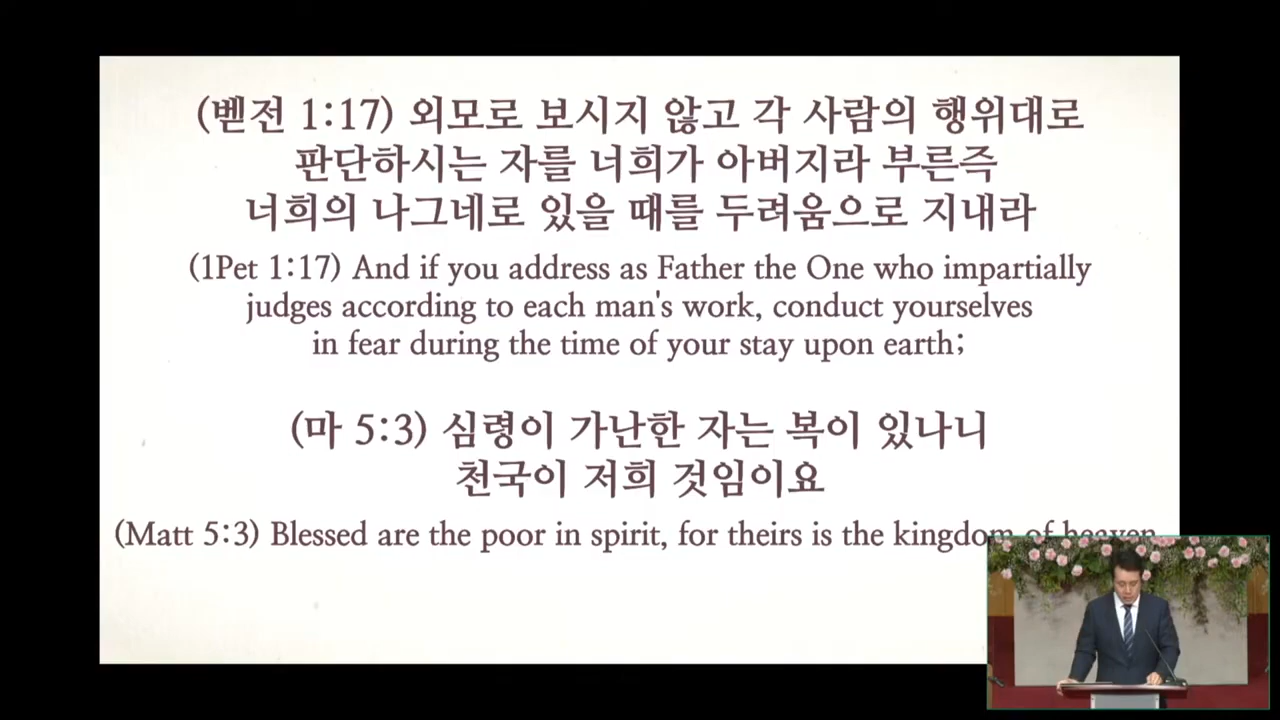 (벧전 1:17) 외모로 보시지 않고 각 사람의 행위대로
판단하시는 자를 너희가 아버지라 부른즉
너희의 나그네로 있을 때를 두려움으로 지내라
(1Pet 1:17) And if you address as Father the One who impartially
judges according to each man's work, conduct yourselves
in fear during the time of your stay upon earth;
(마 5:3) 심령이 가난한 자는 복이 있나니
천국이 저희 것임이요
(Matt 5:3) Blessed are the poor in spirit, for theirs is the kingdom of heaven